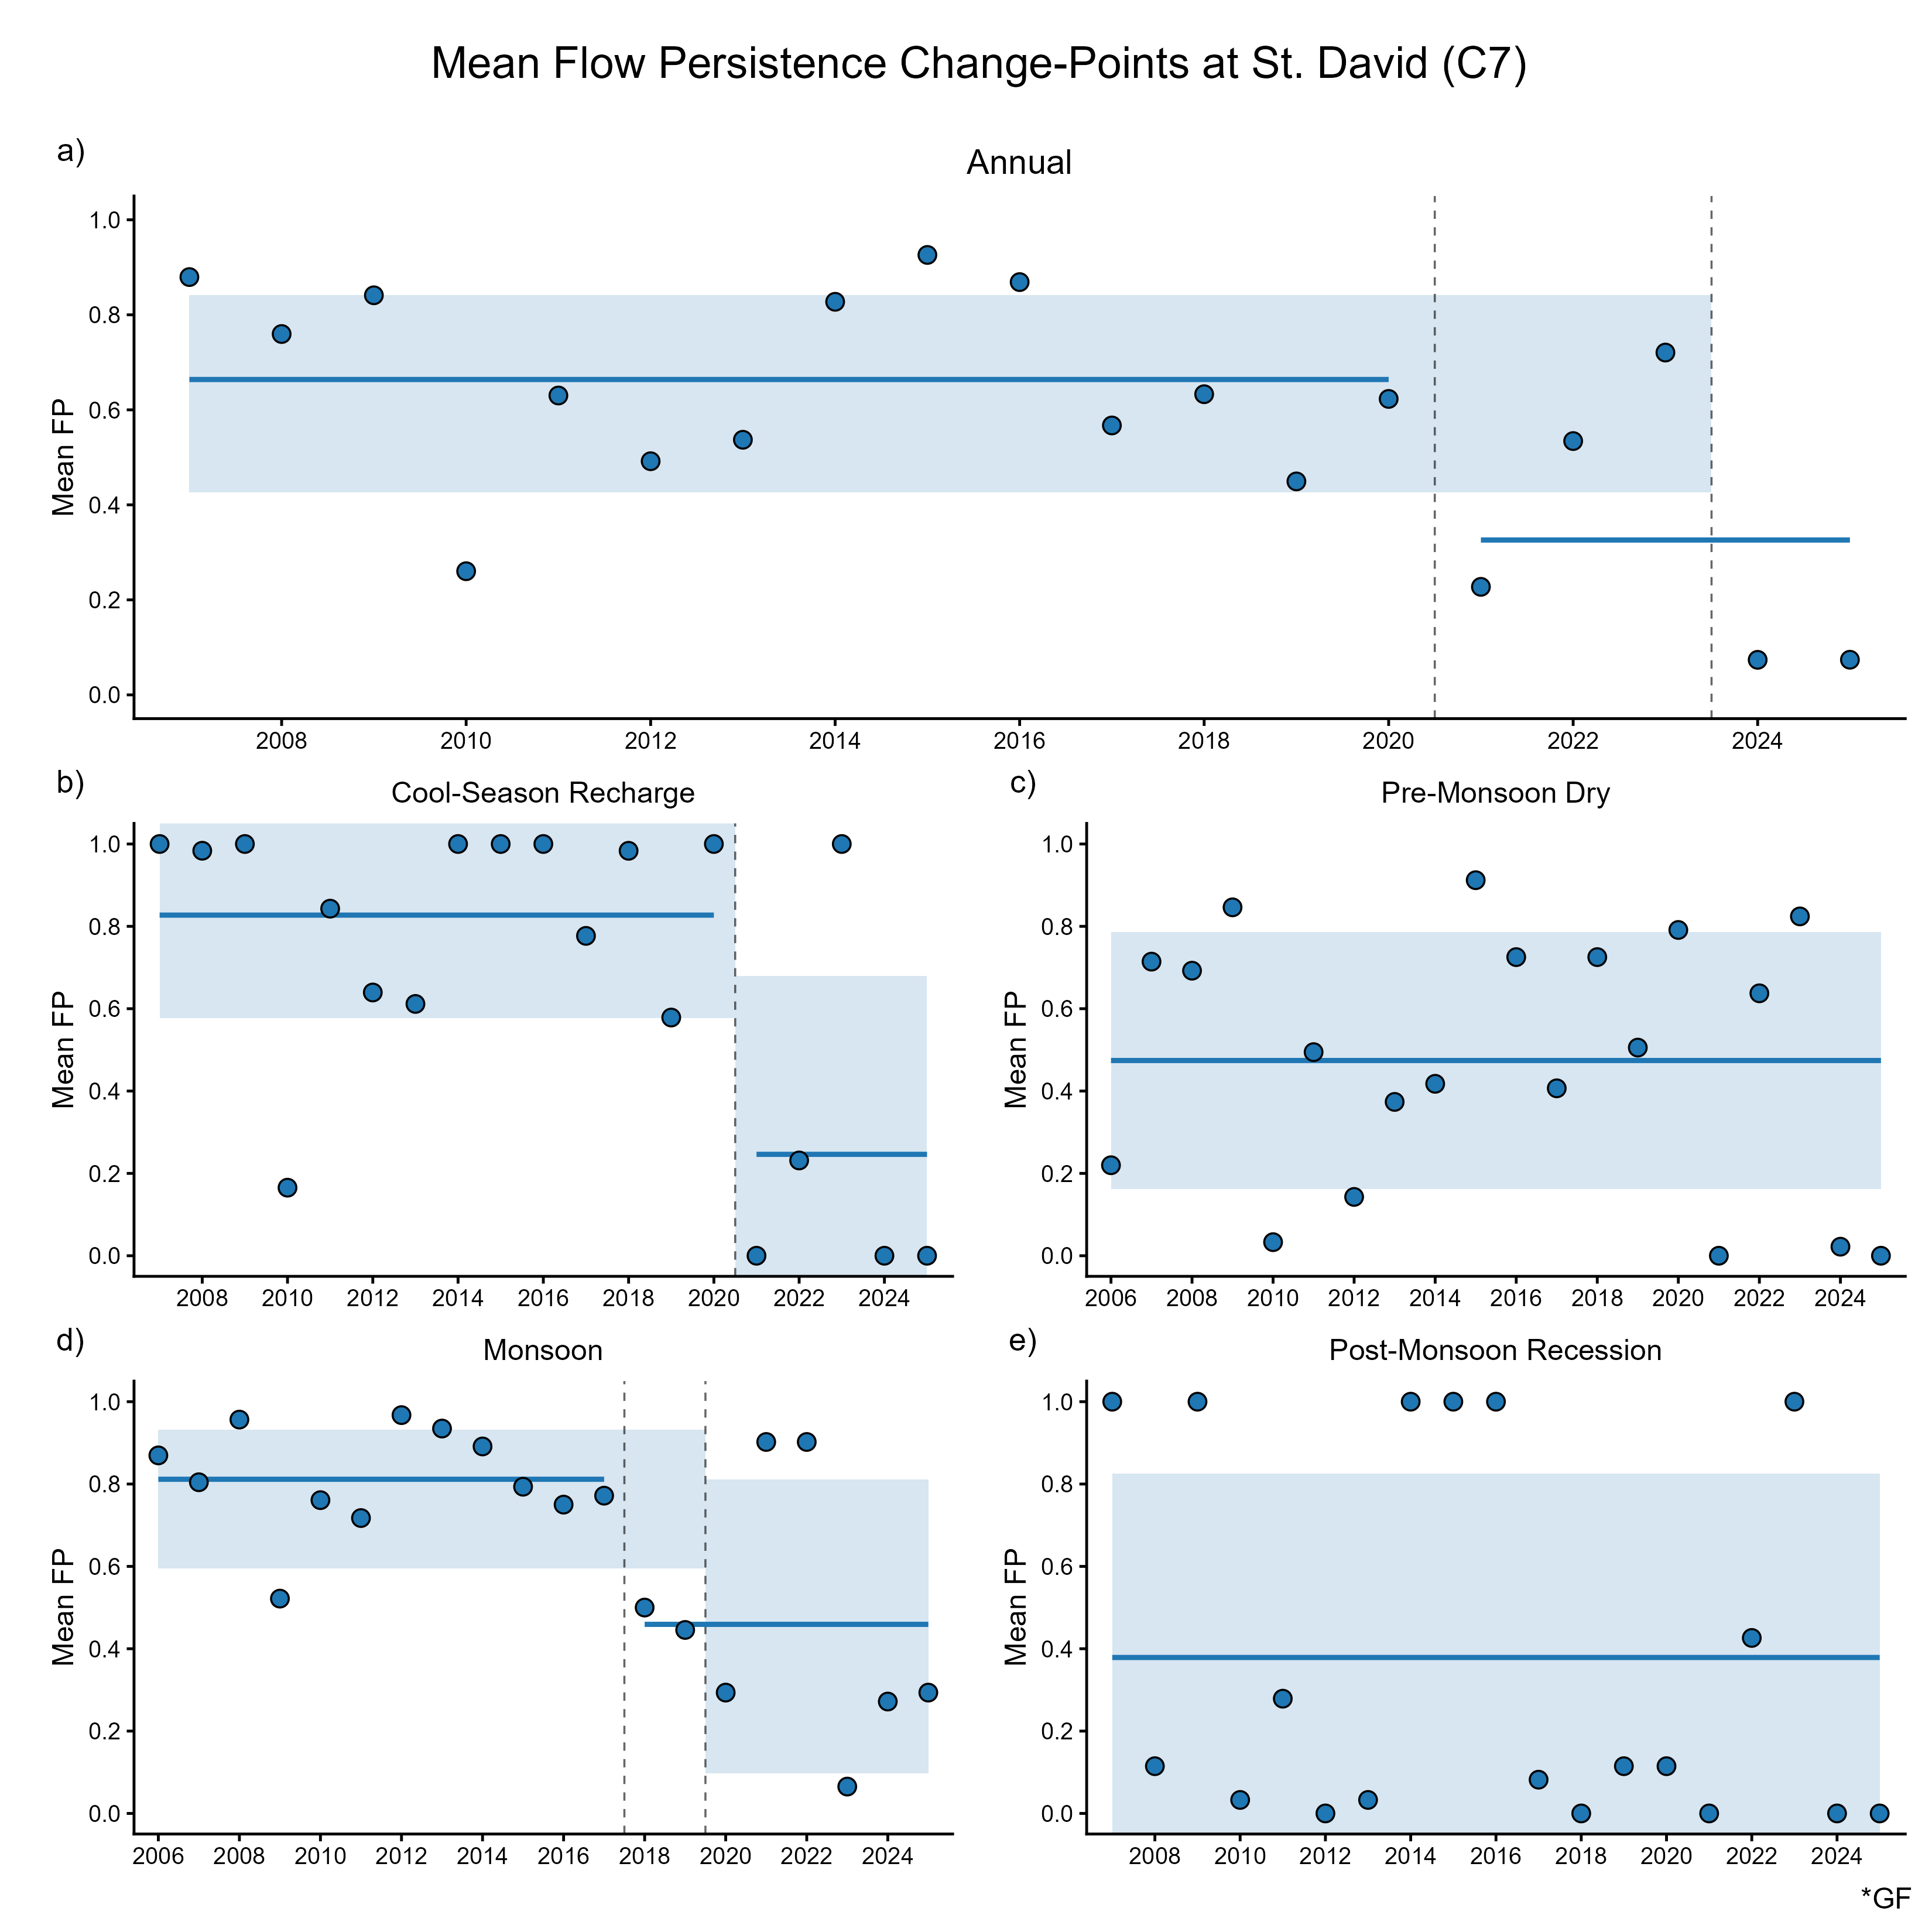 Mean Flow Persistence Change-Points at St. David (C7)
a)
Annual
Mean FP
1.0
0.8
0.6
0.4
0.2
0.0
2008 2010 2012 2014 2016 2018 2020 2022 2024
b)
Cool-Season Recharge
Mean FP
1.0
0.8
0.6
0.4
0.2
0.0
2008 2010 2012 2014 2016 2018 2020 2022 2024
c)
Pre-Monsoon Dry
Mean FP
1.0
0.8
0.6
0.4
0.2
0.0
2006 2008 2010 2012 2014 2016 2018 2020 2022 2024
d)
Monsoon
Mean FP
1.0
0.8
0.6
0.4
0.2
0.0
2006 2008 2010 2012 2014 2016 2018 2020 2022 2024
e)
Post-Monsoon Recession
Mean FP
1.0
0.8
0.6
0.4
0.2
0.0
2008 2010 2012 2014 2016 2018 2020 2022 2024
*GF